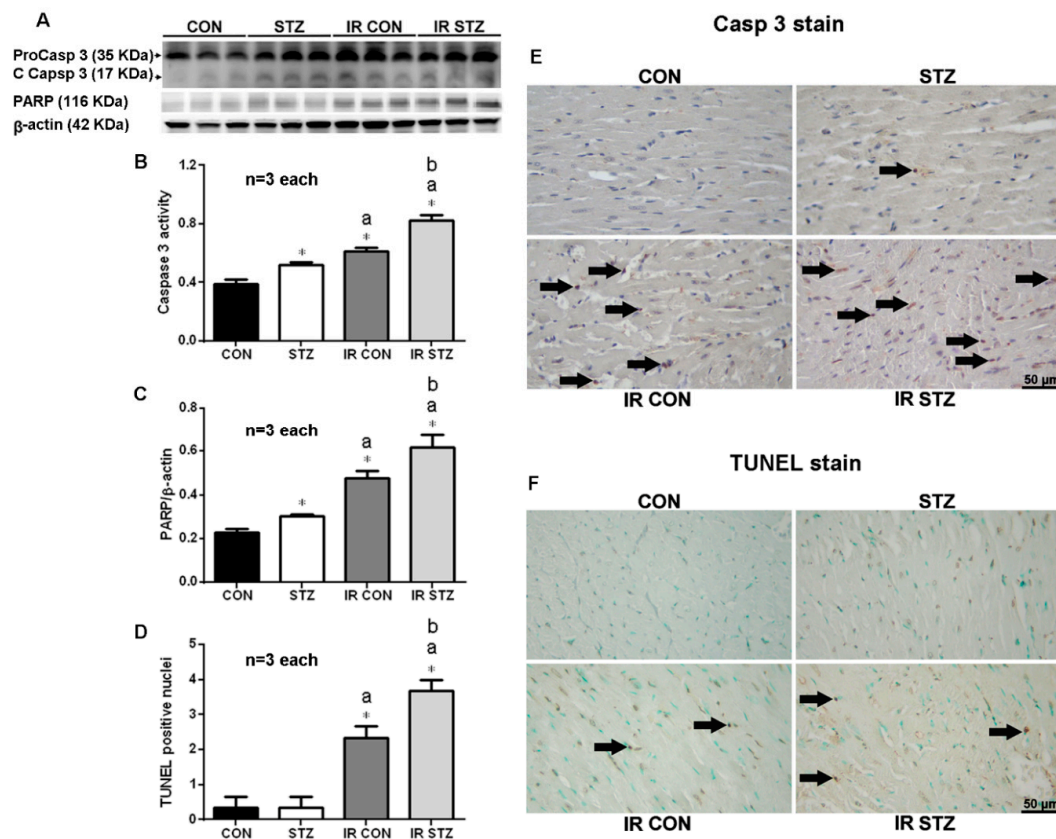 A
CON STZ IR CON IR STZ
ProCasp 3 (35 KDa)
C Capsp 3 (17 KDa)
PARP (116 KDa)
β-actin (42 KDa)
B
n=3 each
Caspase 3 activity
1.2
0.8
0.4
0.0
*
a
*
b
a
*
CON STZ IR CON IR STZ
C
n=3 each
PARP/β-actin
0.8
0.6
0.4
0.2
0.0
*
a
*
b
a
*
CON STZ IR CON IR STZ
D
n=3 each
TUNEL positive nuclei
5
4
3
2
1
0
a
*
b
a
*
CON STZ IR CON IR STZ
Casp 3 stain
E
CON STZ
50 µm
IR CON IR STZ
TUNEL stain
F
CON STZ
50 µm
IR CON IR STZ